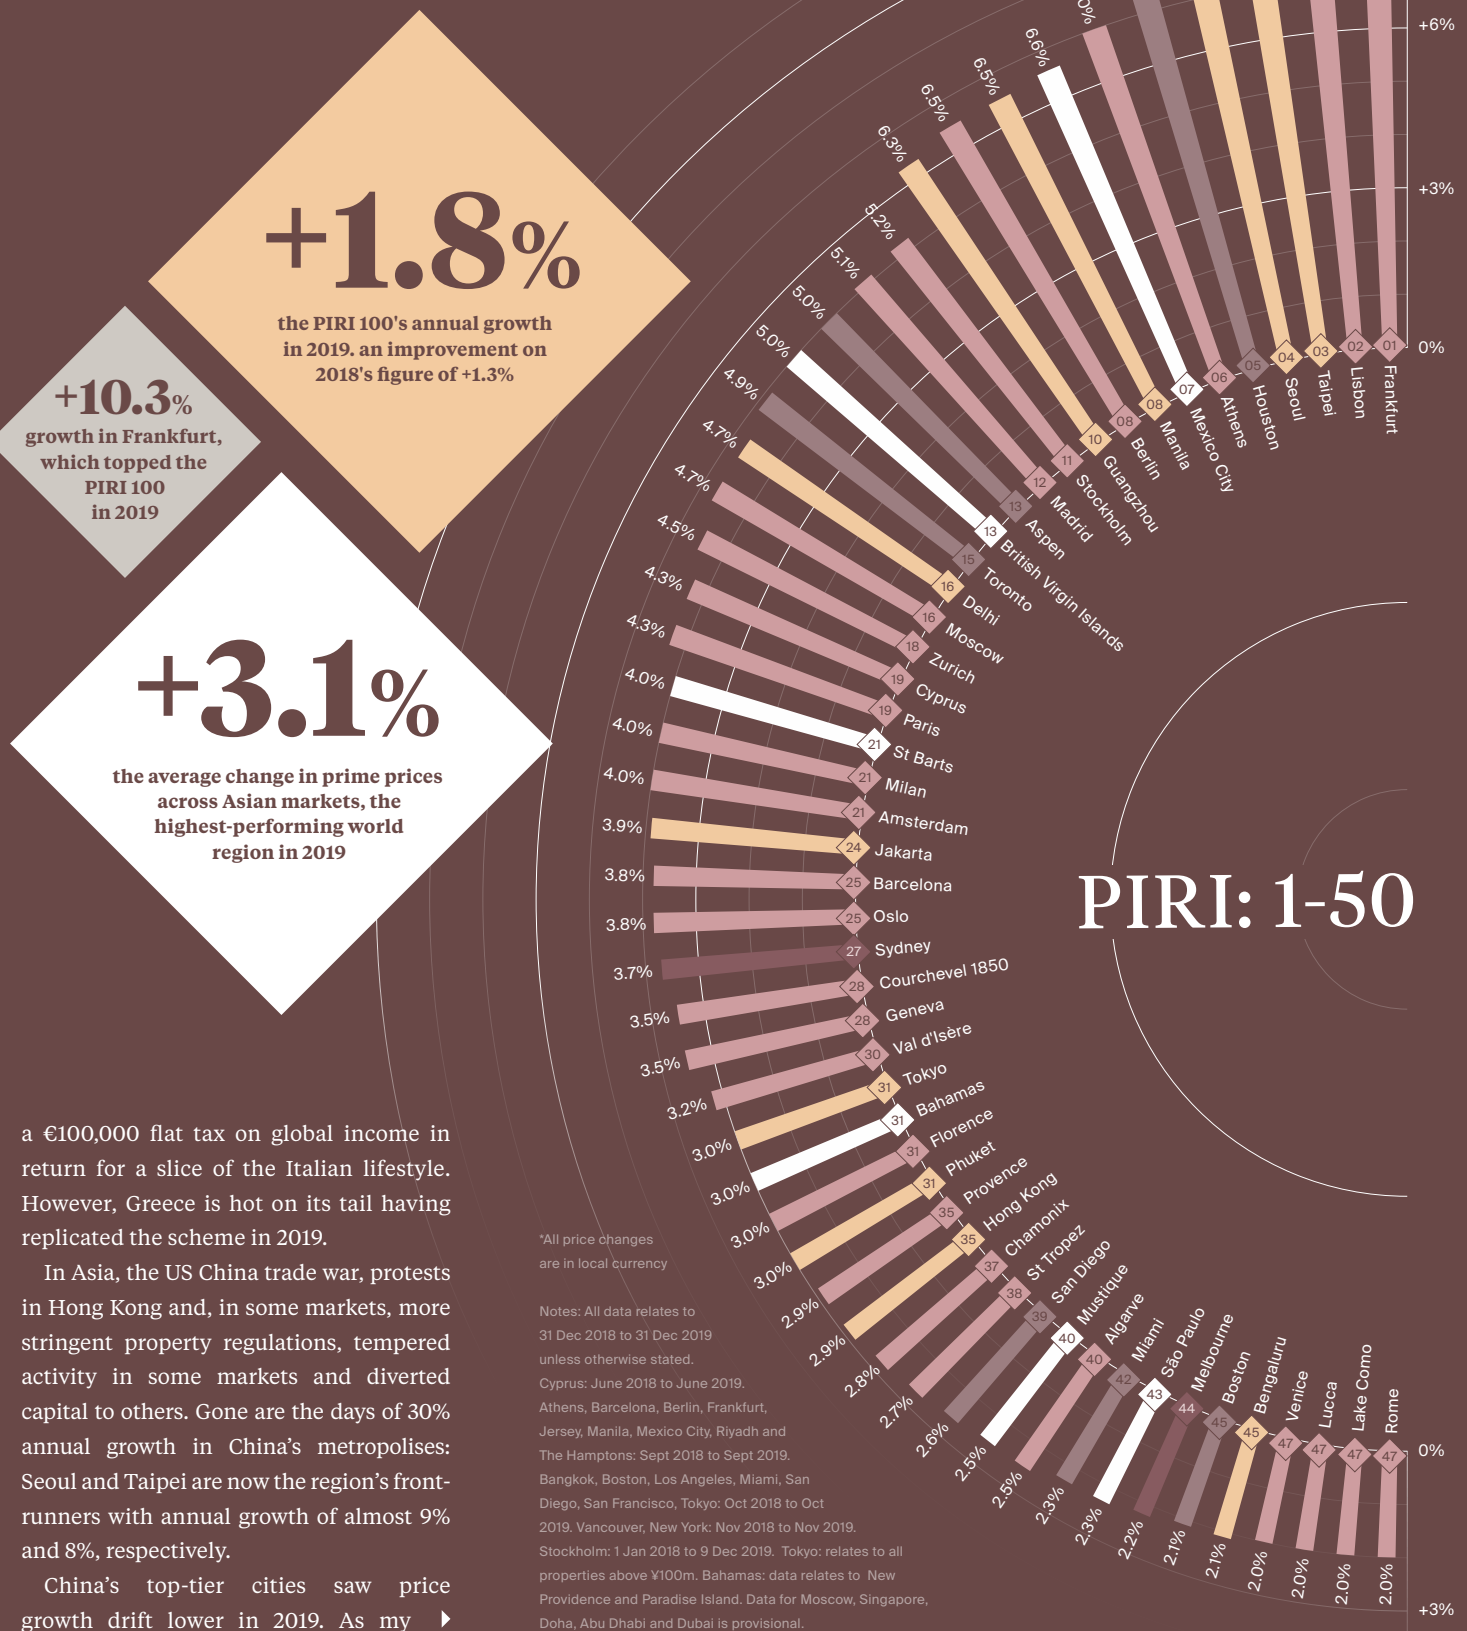 +1.8%
the PIRI 100's annual growth
in 2019. an improvement on
2018's figure of +1.3%
+10.3%
growth in Frankfurt,
which topped the
PIRI 100
in 2019
+3.1%
the average change in prime prices
across Asian markets, the
highest-performing world
region in 2019
a €100,000 flat tax on global income in
return for a slice of the Italian lifestyle.
However, Greece is hot on its tail having
replicated the scheme in 2019.
In Asia, the US China trade war, protests
in Hong Kong and, in some markets, more
stringent property regulations, tempered
activity in some markets and diverted
capital to others. Gone are the days of 30%
annual growth in China's metropolises:
Seoul and Taipei are now the region's front-
runners with annual growth of almost 9%
and 8%, respectively.
China's top-tier cities saw price
growth drift lower in 2019. As my
*All price changes
are in local currency
Notes: All data relates to
31 Dec 2018 to 31 Dec 2019
unless otherwise stated.
Cyprus: June 2018 to June 2019.
Athens, Barcelona, Berlin, Frankfurt,
Jersey, Manila, Mexico City, Riyadh and
The Hamptons: Sept 2018 to Sept 2019.
Bangkok, Boston, Los Angeles, Miami, San
Diego, San Francisco, Tokyo: Oct 2018 to Oct
2019. Vancouver, New York: Nov 2018 to Nov 2019.
Stockholm: 1 Jan 2018 to 9 Dec 2019. Tokyo: relates to all
properties above ¥100m. Bahamas: data relates to New
Providence and Paradise Island. Data for Moscow, Singapore,
Doha, Abu Dhabi and Dubai is provisional.
PIRI: 1-50
+6%
+3%
0%
01 Frankfurt
02 Lisbon
03 Taipei
04 Seoul
05 Houston
06 Athens
6.6% 07 Mexico City
6.5% 08 Manila
6.5% 08 Berlin
6.3% 10 Guangzhou
5.2% 11 Stockholm
5.1% 12 Madrid
5.0% 13 Aspen
5.0% 13 British Virgin Islands
4.9% 15 Toronto
4.7% 16 Delhi
4.7% 16 Moscow
4.5% 18 Zurich
4.3% 19 Cyprus
4.3% 19 Paris
4.0% 21 St Barts
4.0% 21 Milan
4.0% 21 Amsterdam
3.9% 24 Jakarta
3.8% 25 Barcelona
3.8% 25 Oslo
3.7% 27 Sydney
3.5% 28 Courchevel 1850
3.5% 28 Geneva
3.2% 30 Val d'Isère
3.0% 31 Tokyo
3.0% 31 Bahamas
3.0% 31 Florence
3.0% 31 Phuket
2.9% 35 Provence
2.9% 35 Hong Kong
2.8% 37 Chamonix
2.7% 38 St Tropez
2.6% 39 San Diego
2.5% 40 Mustique
2.5% 40 Algarve
2.3% 42 Miami
2.3% 43 São Paulo
2.2% 44 Melbourne
2.1% 45 Boston
2.1% 45 Bengaluru
2.0% 47 Venice
2.0% 47 Lucca
2.0% 47 Lake Como
2.0% 47 Rome
0%
+3%